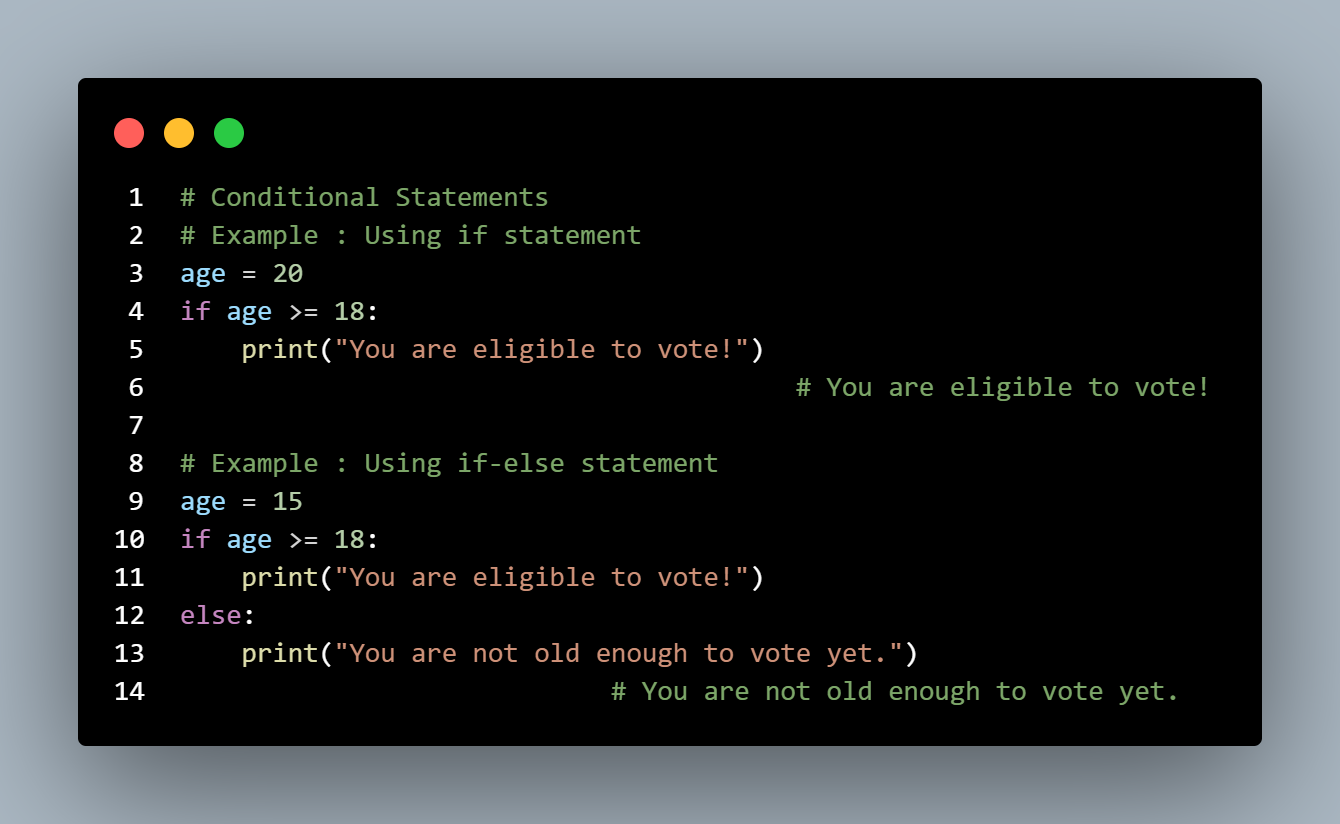 1 # Conditional Statements
2 # Example : Using if statement
3 age = 20
4 if age >= 18:
5     print("You are eligible to vote!")
6                                         # You are eligible to vote!
7
8 # Example : Using if-else statement
9 age = 15
10 if age >= 18:
11     print("You are eligible to vote!")
12 else:
13     print("You are not old enough to vote yet.")
14                             # You are not old enough to vote yet.